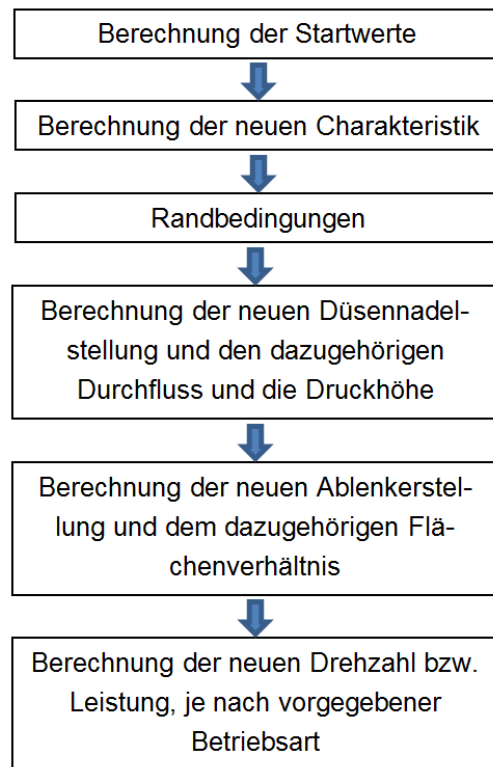 Berechnung der Startwerte
Berechnung der neuen Charakteristik
Randbedingungen
Berechnung der neuen Düsennadel-
stellung und den dazugehörigen
Durchfluss und die Druckhöhe
Berechnung der neuen Ablenkerstel-
lung und dem dazugehörigen Flä-
chenverhältnis
Berechnung der neuen Drehzahl bzw.
Leistung, je nach vorgegebener
Betriebsart